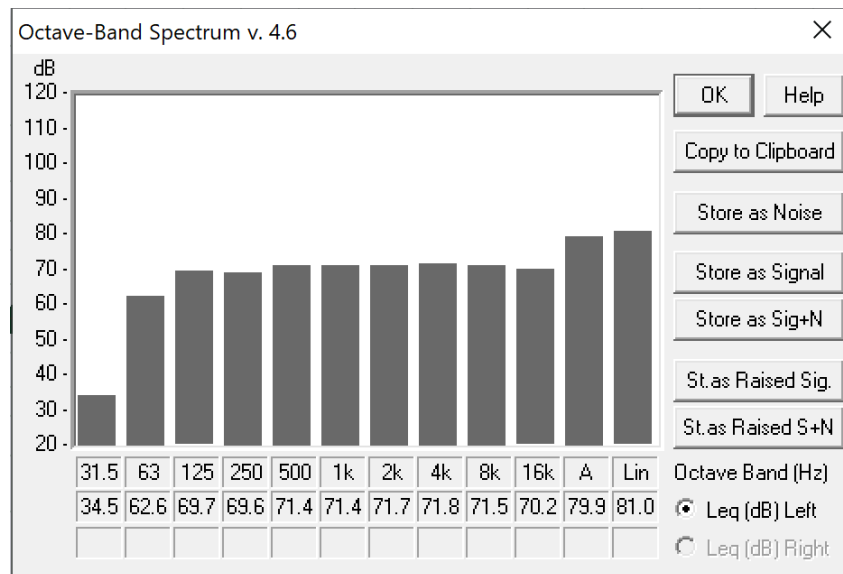 Octave-Band Spectrum v. 4.6
dB
120
110
100
90
80
70
60
50
40
30
20
31.5 63 125 250 500 1k 2k 4k 8k 16k A Lin
34.5 62.6 69.7 69.6 71.4 71.4 71.7 71.8 71.5 70.2 79.9 81.0
OK Help
Copy to Clipboard
Store as Noise
Store as Signal
Store as Sig+N
St.as Raised Sig.
St.as Raised S+N
Octave Band (Hz)
Leq (dB) Left
Leq (dB) Right